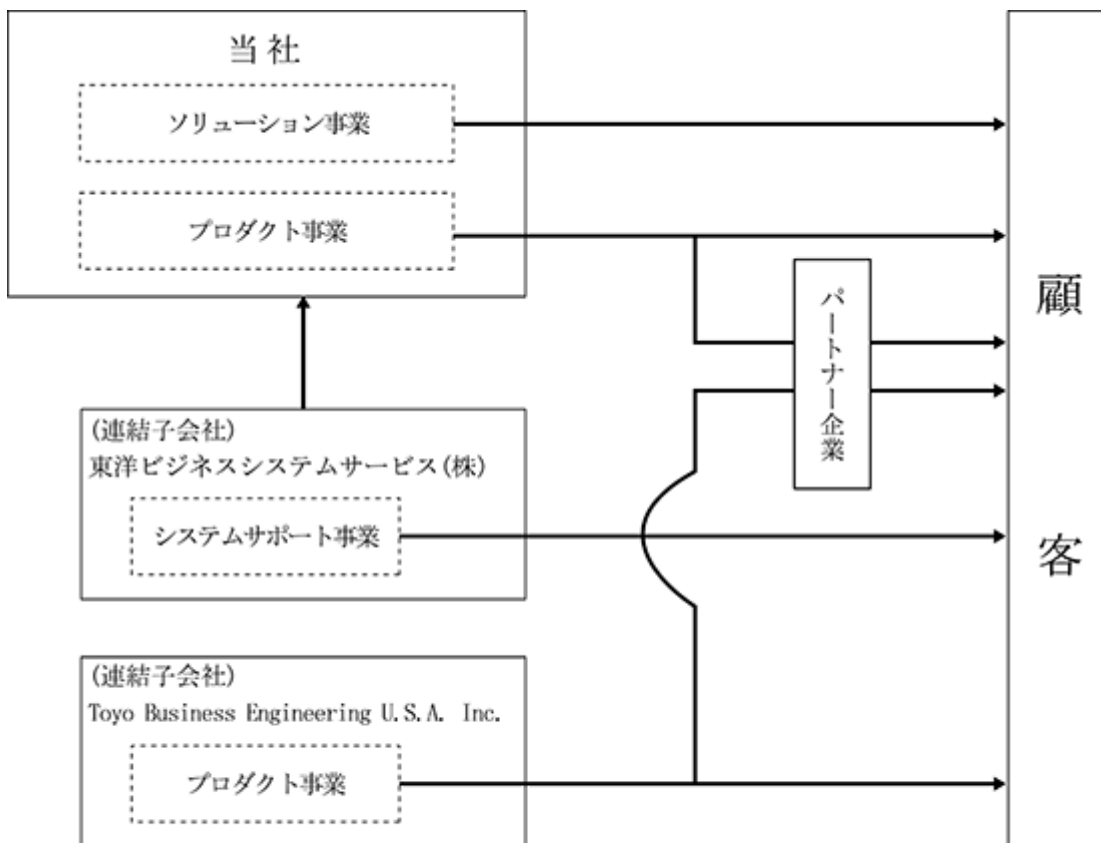 当社
ソリューション事業
プロダクト事業
パートナー企業
顧客
(連結子会社)
東洋ビジネスシステムサービス(株)
システムサポート事業
(連結子会社)
Toyo Business Engineering U.S.A. Inc.
プロダクト事業